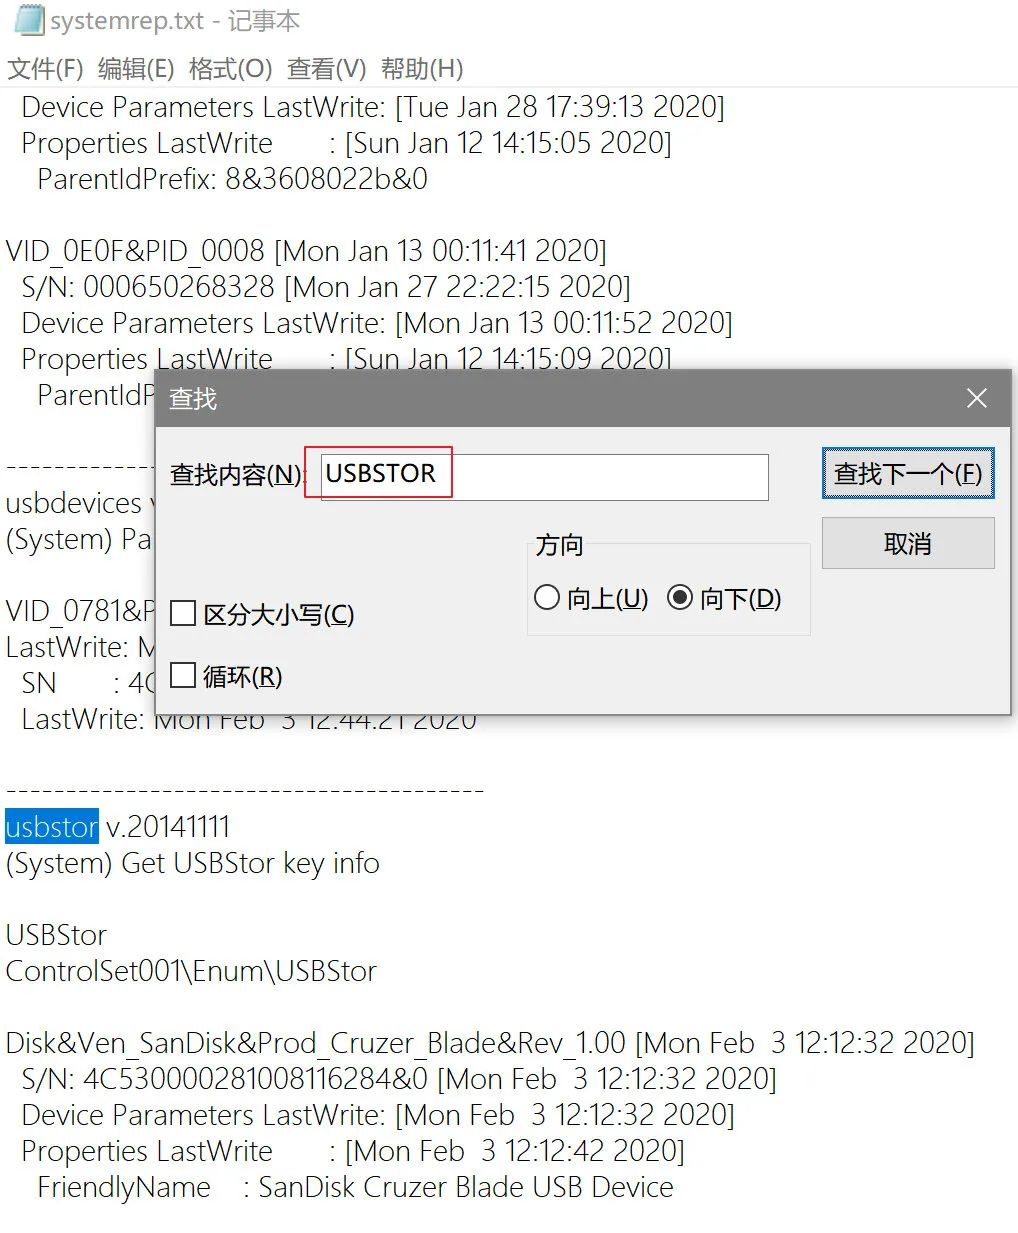 systemrep.txt - 记事本
文件(F) 编辑(E) 格式(O) 查看(V) 帮助(H)
Device Parameters LastWrite: [Tue Jan 28 17:39:13 2020]
Properties LastWrite : [Sun Jan 12 14:15:05 2020]
ParentIdPrefix: 8&3608022b&0
VID_0E0F&PID_0008 [Mon Jan 13 00:11:41 2020]
S/N: 000650268328 [Mon Jan 27 22:22:15 2020]
Device Parameters LastWrite: [Mon Jan 13 00:11:52 2020]
Properties LastWrite : [Sun Jan 12 14:15:09 2020]
ParentIdP
查找
查找内容(N): USBSTOR
查找下一个(F)
取消
方向
向上(U) 向下(D)
区分大小写(C)
循环(R)
----------
usbdevices v
(System) Pa
VID_0781&P
LastWrite: M
SN : 4C
LastWrite: Mon Feb 3 12:44:21 2020
----------------------------------------
usbstor v.20141111
(System) Get USBStor key info
USBStor
ControlSet001\Enum\USBStor
Disk&Ven_SanDisk&Prod_Cruzer_Blade&Rev_1.00 [Mon Feb 3 12:12:32 2020]
S/N: 4C530000281008116284&0 [Mon Feb 3 12:12:32 2020]
Device Parameters LastWrite: [Mon Feb 3 12:12:32 2020]
Properties LastWrite : [Mon Feb 3 12:12:42 2020]
FriendlyName : SanDisk Cruzer Blade USB Device